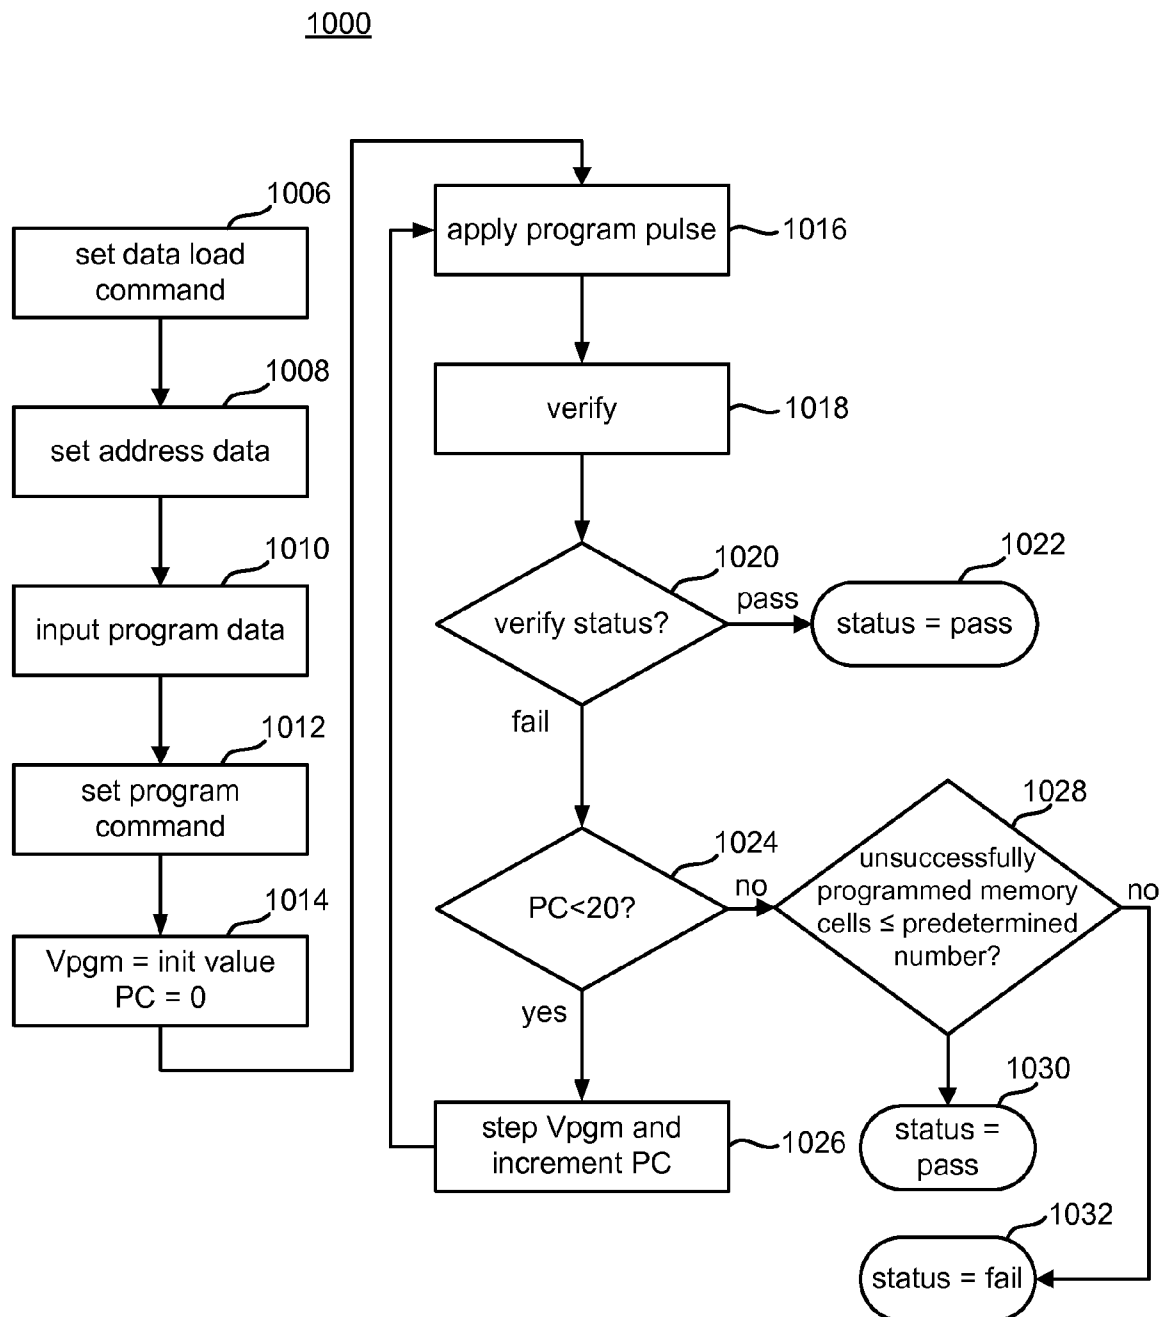 1000
1006
set data load
command
1008
set address data
1010
input program data
1012
set program
command
1014
Vpgm = init value
PC = 0
apply program pulse
1016
verify
1018
1020
verify status?
pass
1022
status = pass
fail
1024
PC<20?
no
1028
unsuccessfully
programmed memory
cells ≤ predetermined
number?
no
yes
step Vpgm and
increment PC
1026
1030
status =
pass
1032
status = fail